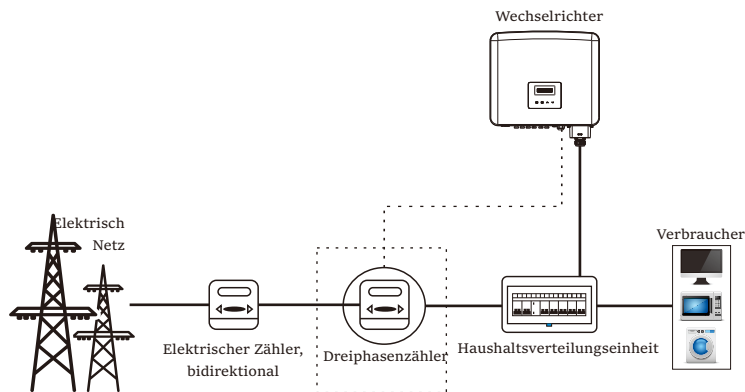 Wechselrichter
Elektrisch
Netz
Verbraucher
Elektrischer Zähler,
bidirektional
Dreiphasenzähler
Haushaltsverteilungseinheit